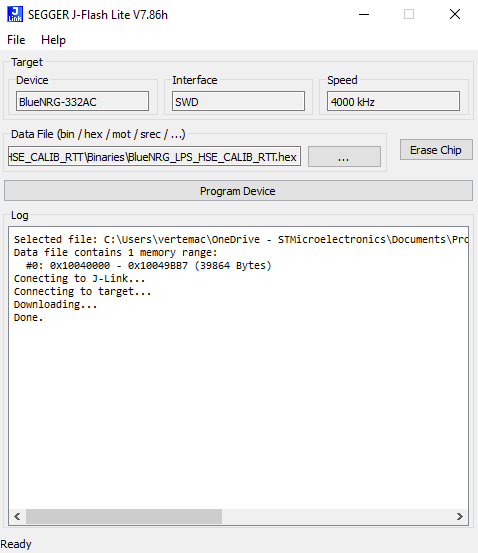 J Link
SEGGER J-Flash Lite V7.86h
File Help
Target
Device Interface Speed
BlueNRG-332AC SWD 4000 kHz
Data File (bin / hex / mot / srec / ...)
HSE_CALIB_RTT\Binaries\BlueNRG_LPS_HSE_CALIB_RTT.hex ... Erase Chip
Program Device
Log
Selected file: C:\Users\vertemac\OneDrive - STMicroelectronics\Documents\Pro
Data file contains 1 memory range:
#0: 0x10040000 - 0x10049BB7 (39864 Bytes)
Conecting to J-Link...
Connecting to target...
Downloading...
Done.
Ready